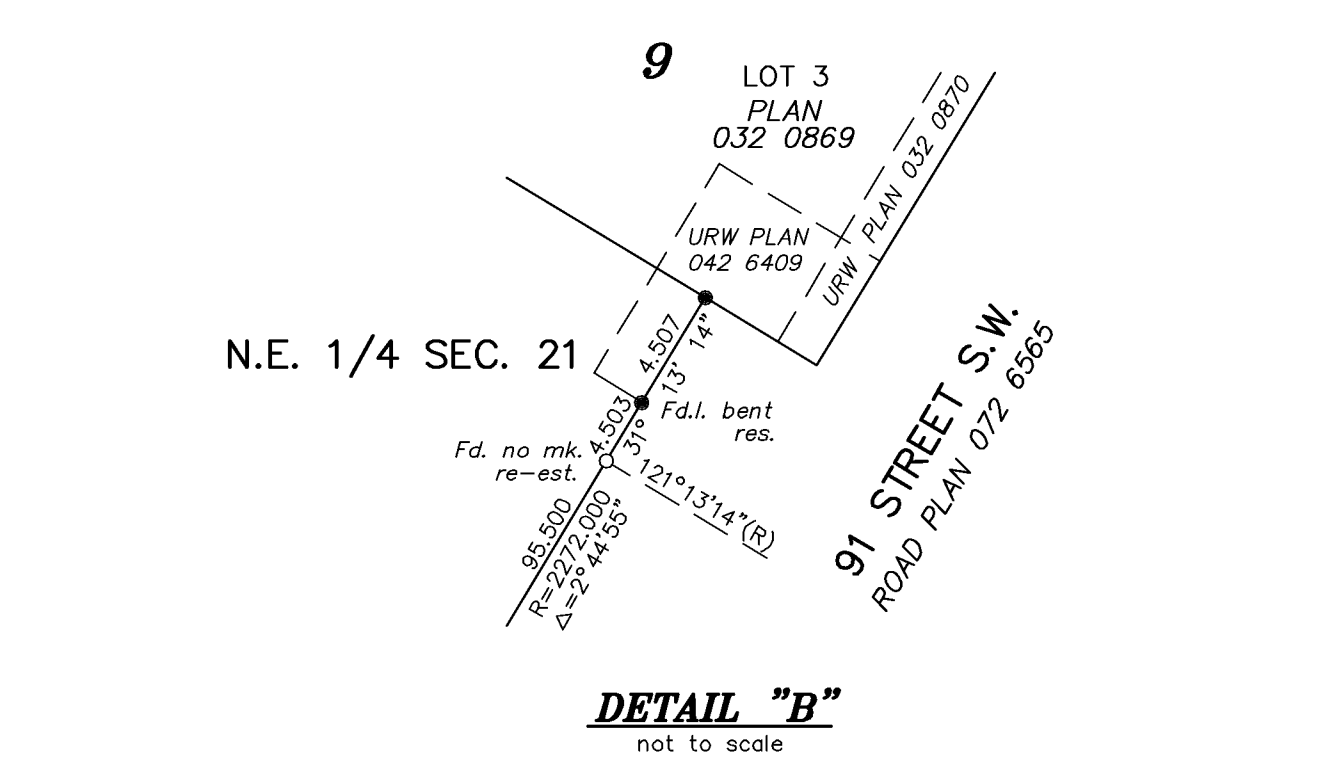 9
LOT 3
PLAN
032 0869
URW PLAN 032 0870
URW PLAN
042 6409
N.E. 1/4 SEC. 21
4.507
31° 13' 14"
4.503
Fd.I. bent
res.
Fd. no mk.
re-est.
121°13'14"(R)
95.500
R=2272.000
Δ=2°44'55"
91 STREET S.W.
ROAD PLAN 072 6565
DETAIL "B"
not to scale